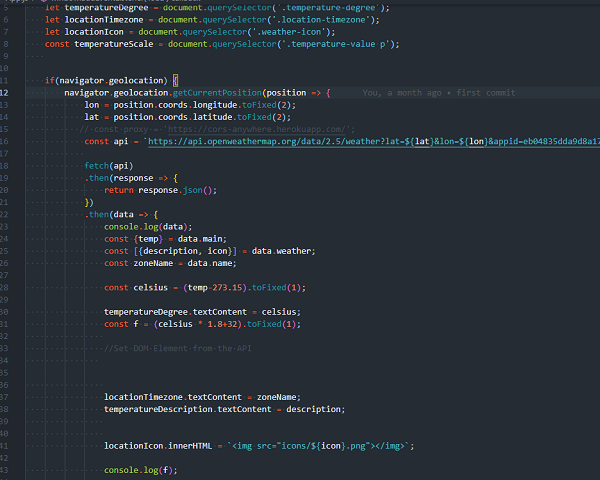 let temperatureDegree = document.querySelector('.temperature-degree');
6 let locationTimezone = document.querySelector('.location-timezone');
7 let locationIcon = document.querySelector('.weather-icon');
8 const temperatureScale = document.querySelector('.temperature-value p');
9
10
11 if(navigator.geolocation) {
12 navigator.geolocation.getCurrentPosition(position => { You, a month ago • first commit
13 lon = position.coords.longitude.toFixed(2);
14 lat = position.coords.latitude.toFixed(2);
15 // const proxy = 'https://cors-anywhere.herokuapp.com/';
16 const api = `https://api.openweathermap.org/data/2.5/weather?lat=${lat}&lon=${lon}&appid=eb04835dda9d8a17
17
18 fetch(api)
19 .then(response => {
20 return response.json();
21 })
22 .then(data => {
23 console.log(data);
24 const {temp} = data.main;
25 const [{description, icon}] = data.weather;
26 const zoneName = data.name;
27
28 const celsius = (temp-273.15).toFixed(1);
29
30 temperatureDegree.textContent = celsius;
31 const f = (celsius * 1.8+32).toFixed(1);
32
33 //Set DOM Element from the API
34
35
36
37 locationTimezone.textContent = zoneName;
38 temperatureDescription.textContent = description;
39
40
41 locationIcon.innerHTML = `<img src="icons/${icon}.png"></img>`;
42
43 console.log(f);